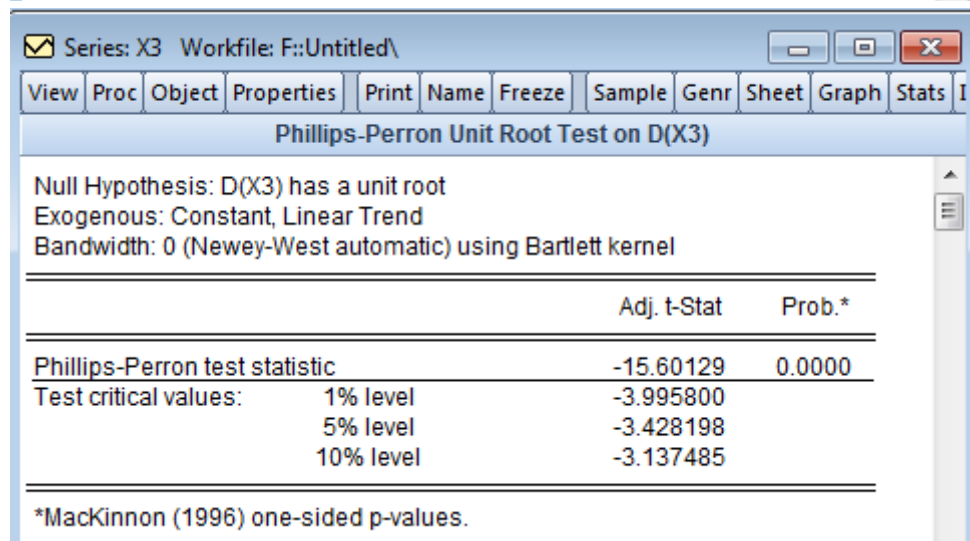 Series: X3 Workfile: F::Untitled\
View Proc Object Properties Print Name Freeze Sample Genr Sheet Graph Stats
Phillips-Perron Unit Root Test on D(X3)
Null Hypothesis: D(X3) has a unit root
Exogenous: Constant, Linear Trend
Bandwidth: 0 (Newey-West automatic) using Bartlett kernel
Adj. t-Stat Prob.*
Phillips-Perron test statistic -15.60129 0.0000
Test critical values: 1% level -3.995800
5% level -3.428198
10% level -3.137485
*MacKinnon (1996) one-sided p-values.